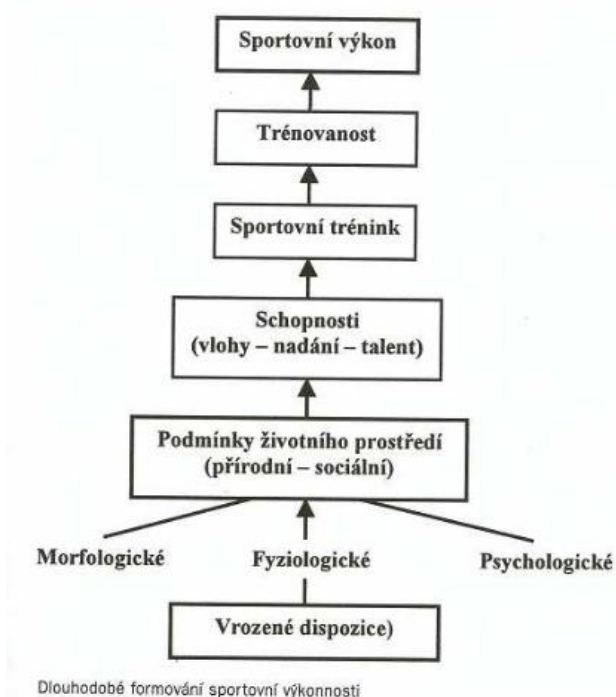 Sportovní výkon
Trénovanost
Sportovní trénink
Schopnosti
(vlohy – nadání – talent)
Podmínky životního prostředí
(přírodní – sociální)
Morfologické Fyziologické Psychologické
Vrozené dispozice)
Dlouhodobé formování sportovní výkonnosti